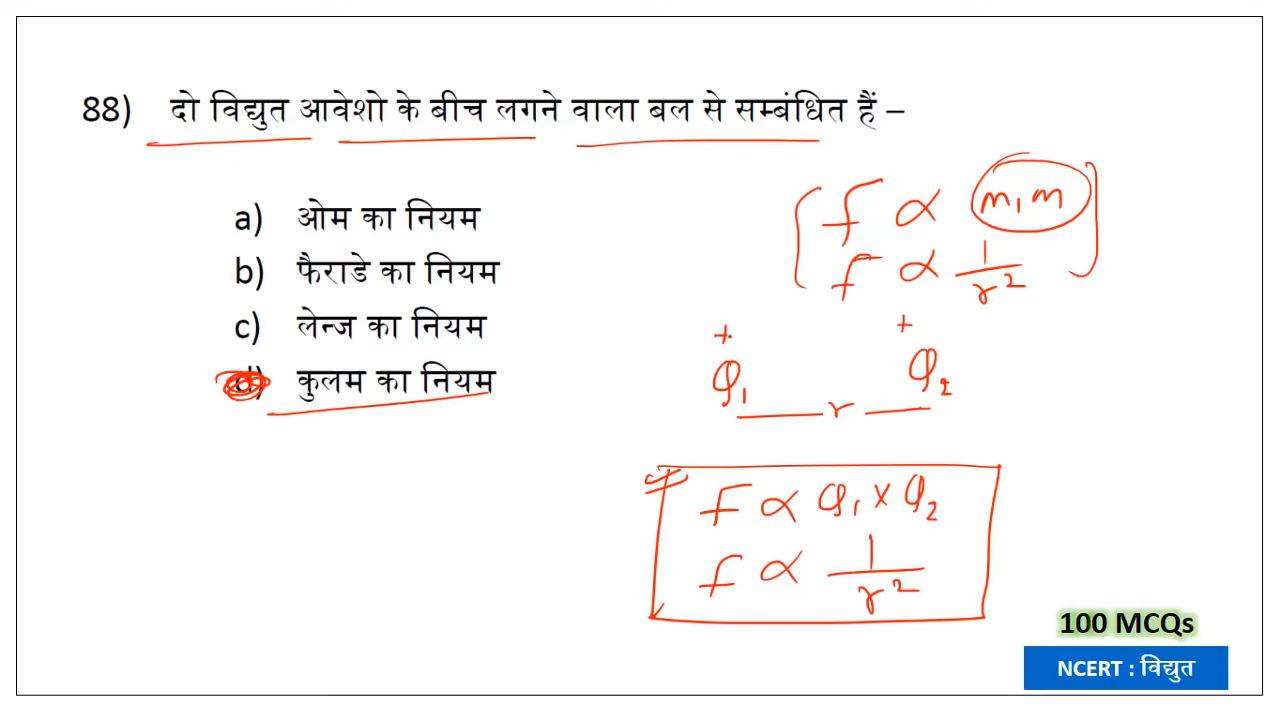 88) दो विद्युत आवेशो के बीच लगने वाला बल से सम्बंधित हैं –
a) ओम का नियम
b) फैराडे का नियम
c) लेन्ज का नियम
d) कुलम का नियम
f ∝ m₁ m
f ∝ 1/r²
+ +
Q₁ Q₂
r
f ∝ Q₁ × Q₂
f ∝ 1/r²
100 MCQs
NCERT : विद्युत